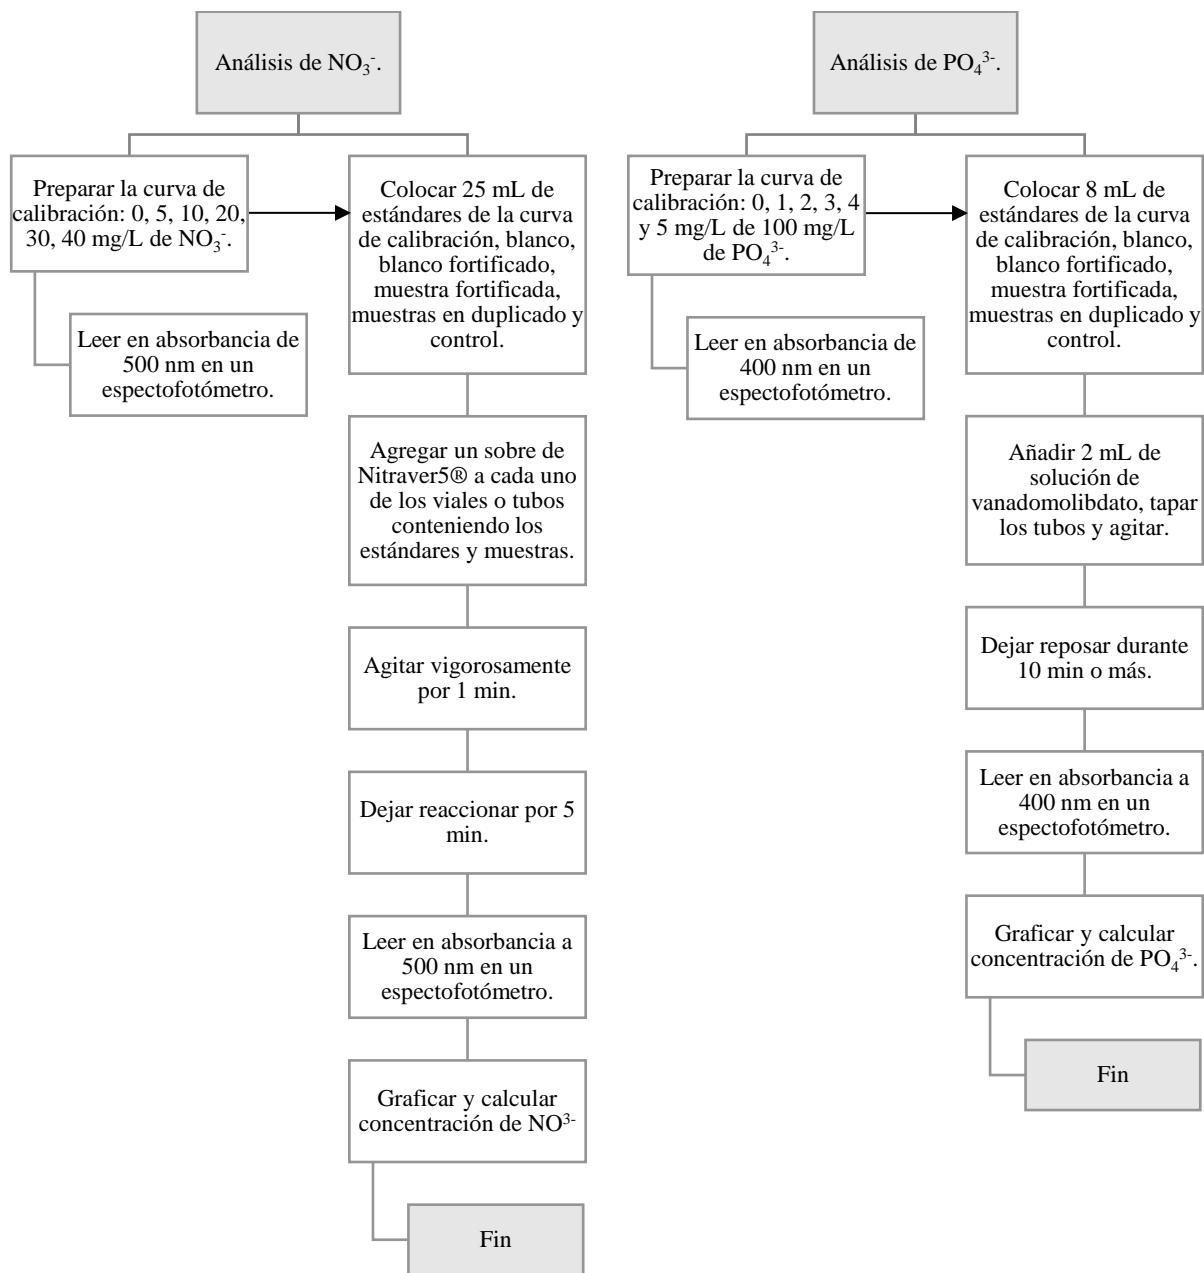 Análisis de NO₃⁻.
Preparar la curva de
calibración: 0, 5, 10, 20,
30, 40 mg/L de NO₃⁻.
Leer en absorbancia de
500 nm en un
espectofotómetro.
Colocar 25 mL de
estándares de la curva
de calibración, blanco,
blanco fortificado,
muestra fortificada,
muestras en duplicado y
control.
Agregar un sobre de
Nitraver5® a cada uno
de los viales o tubos
conteniendo los
estándares y muestras.
Agitar vigorosamente
por 1 min.
Dejar reaccionar por 5
min.
Leer en absorbancia a
500 nm en un
espectofotómetro.
Graficar y calcular
concentración de NO³⁻
Fin
Análisis de PO₄³⁻.
Preparar la curva de
calibración: 0, 1, 2, 3, 4
y 5 mg/L de 100 mg/L
de PO₄³⁻.
Leer en absorbancia de
400 nm en un
espectofotómetro.
Colocar 8 mL de
estándares de la curva
de calibración, blanco,
blanco fortificado,
muestra fortificada,
muestras en duplicado y
control.
Añadir 2 mL de
solución de
vanadomolibdato, tapar
los tubos y agitar.
Dejar reposar durante
10 min o más.
Leer en absorbancia a
400 nm en un
espectofotómetro.
Graficar y calcular
concentración de PO₄³⁻.
Fin